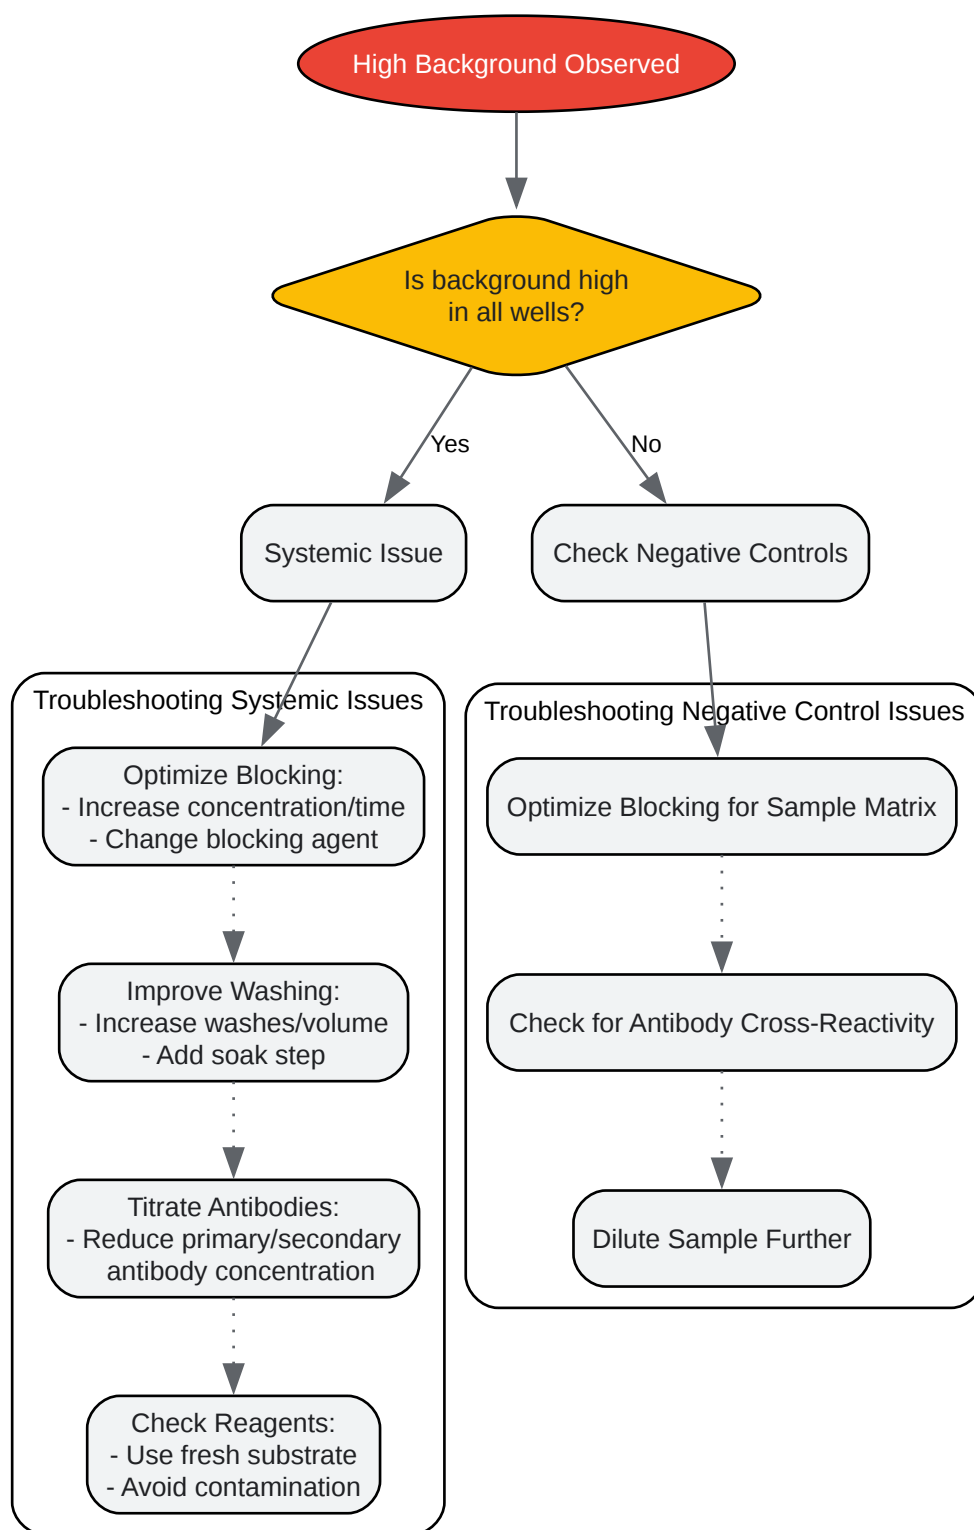 High Background Observed
Is background high
in all wells?
Yes
No
Systemic Issue
Check Negative Controls
Troubleshooting Systemic Issues
Optimize Blocking:
- Increase concentration/time
- Change blocking agent
Improve Washing:
- Increase washes/volume
- Add soak step
Titrate Antibodies:
- Reduce primary/secondary
antibody concentration
Check Reagents:
- Use fresh substrate
- Avoid contamination
Troubleshooting Negative Control Issues
Optimize Blocking for Sample Matrix
Check for Antibody Cross-Reactivity
Dilute Sample Further